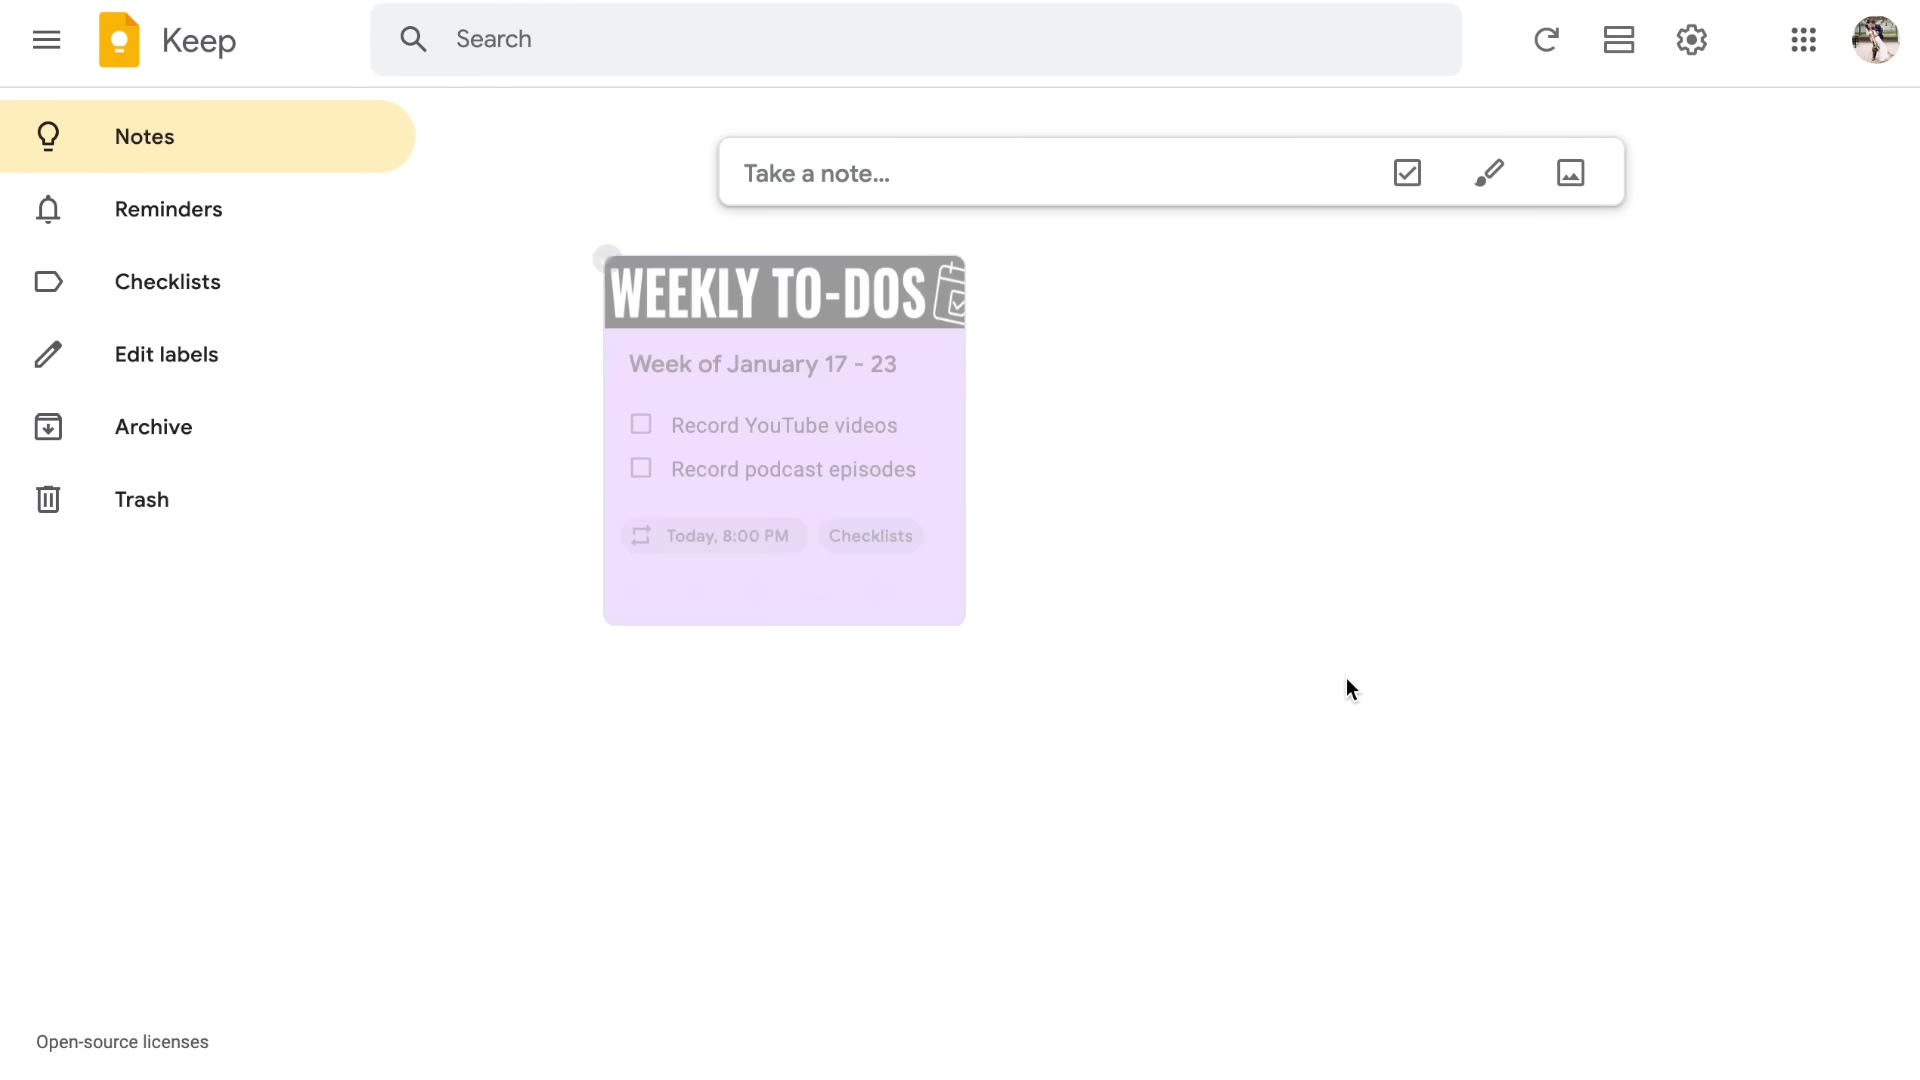 Keep
Search
Notes
Reminders
Checklists
Edit labels
Archive
Trash
Take a note...
WEEKLY TO-DOS
Week of January 17 - 23
Record YouTube videos
Record podcast episodes
Today, 8:00 PM
Checklists
Open-source licenses